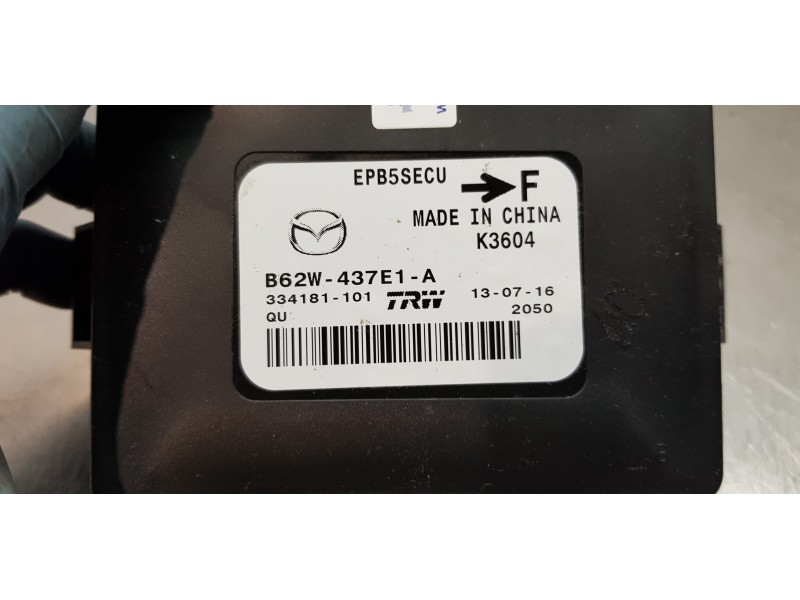 EPB5SECU
F
MADE IN CHINA
K3604
B62W-437E1-A
334181-101 TRW 13-07-16
QU 2050